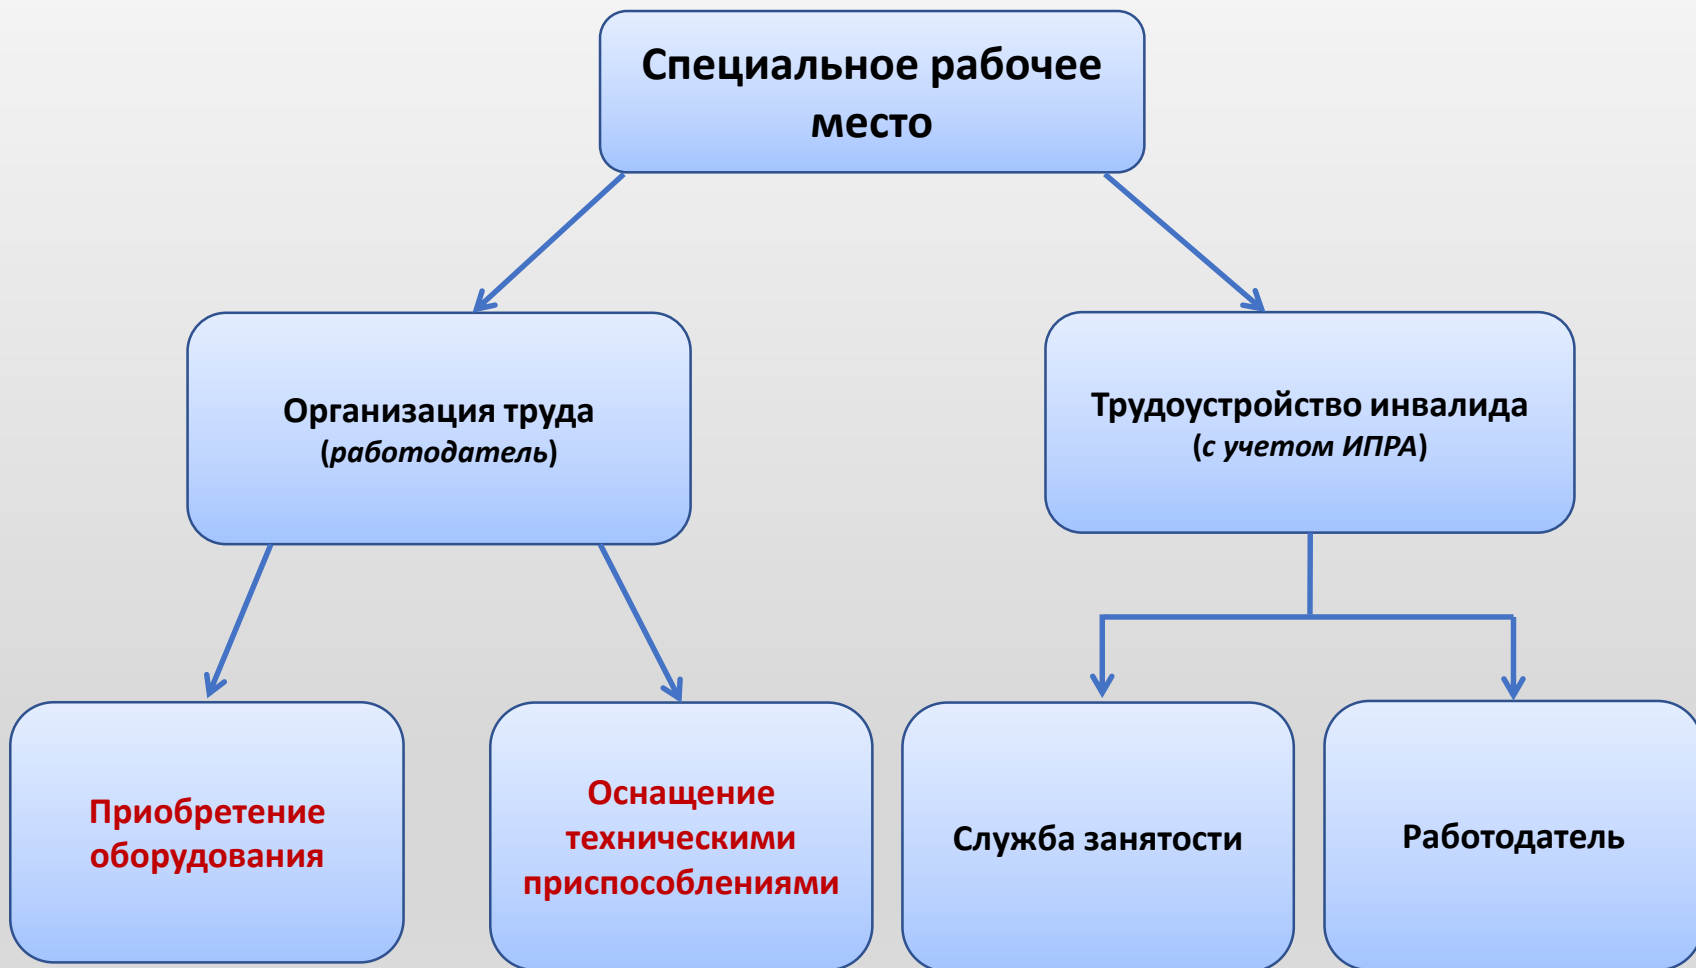 Специальное рабочее
место
Организация труда
(работодатель)
Трудоустройство инвалида
(с учетом ИПРА)
Приобретение
оборудования
Оснащение
техническими
приспособлениями
Служба занятости
Работодатель